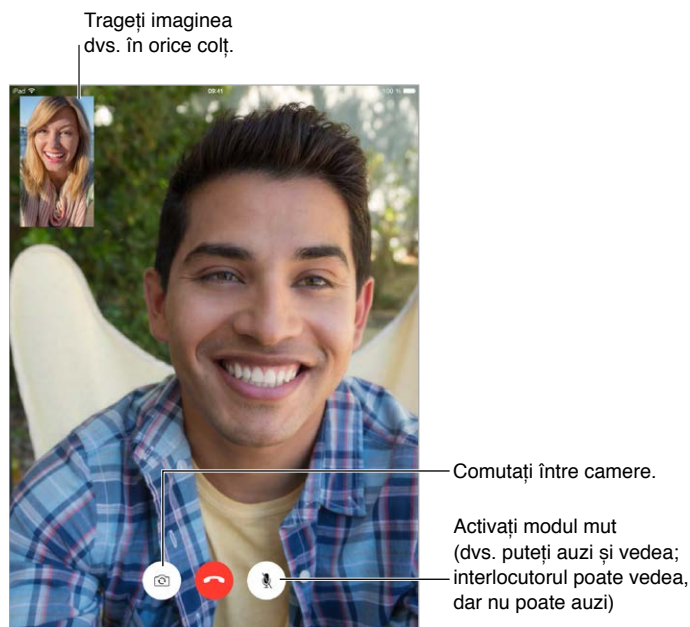 Trageți imaginea
dvs. în orice colț.
iPad
09:41
100 %
Comutați între camere.
Activați modul mut
(dvs. puteți auzi și vedea;
interlocutorul poate vedea,
dar nu poate auzi)